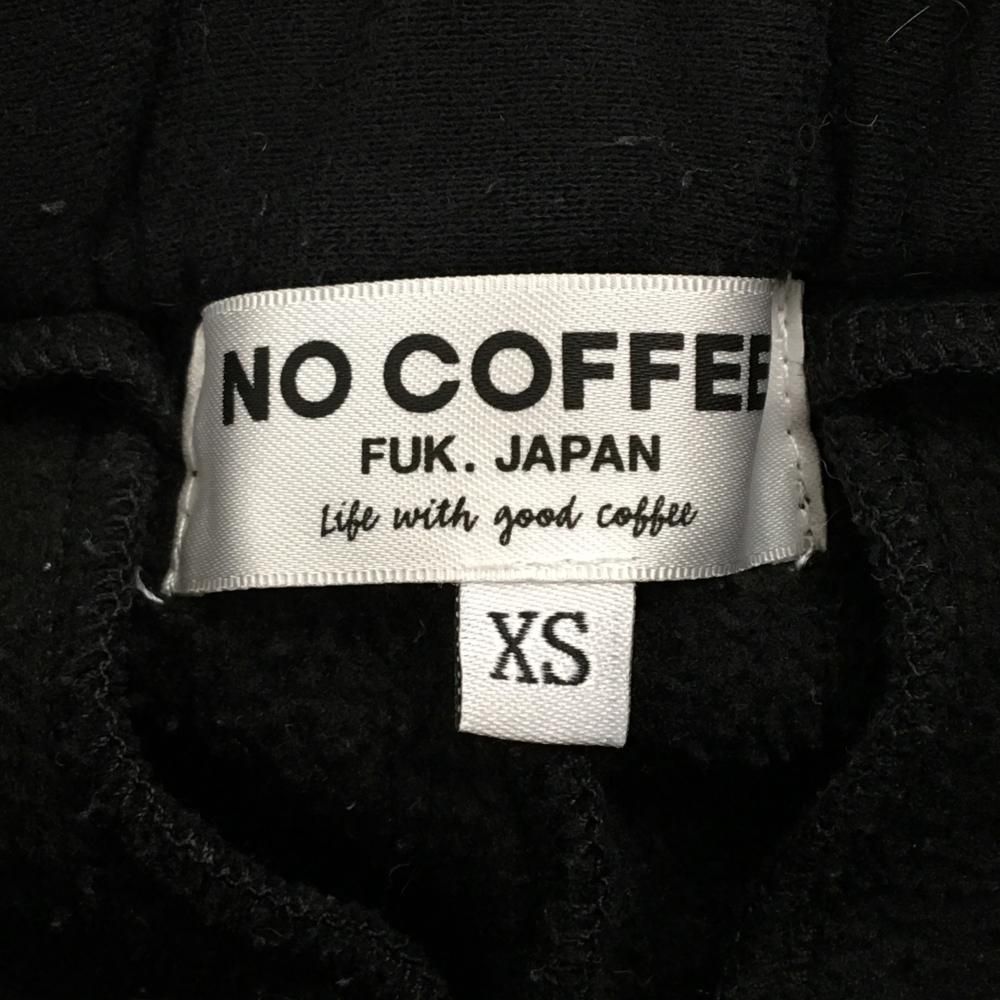 NO COFFEE
FUK. JAPAN
Life with good coffee
XS